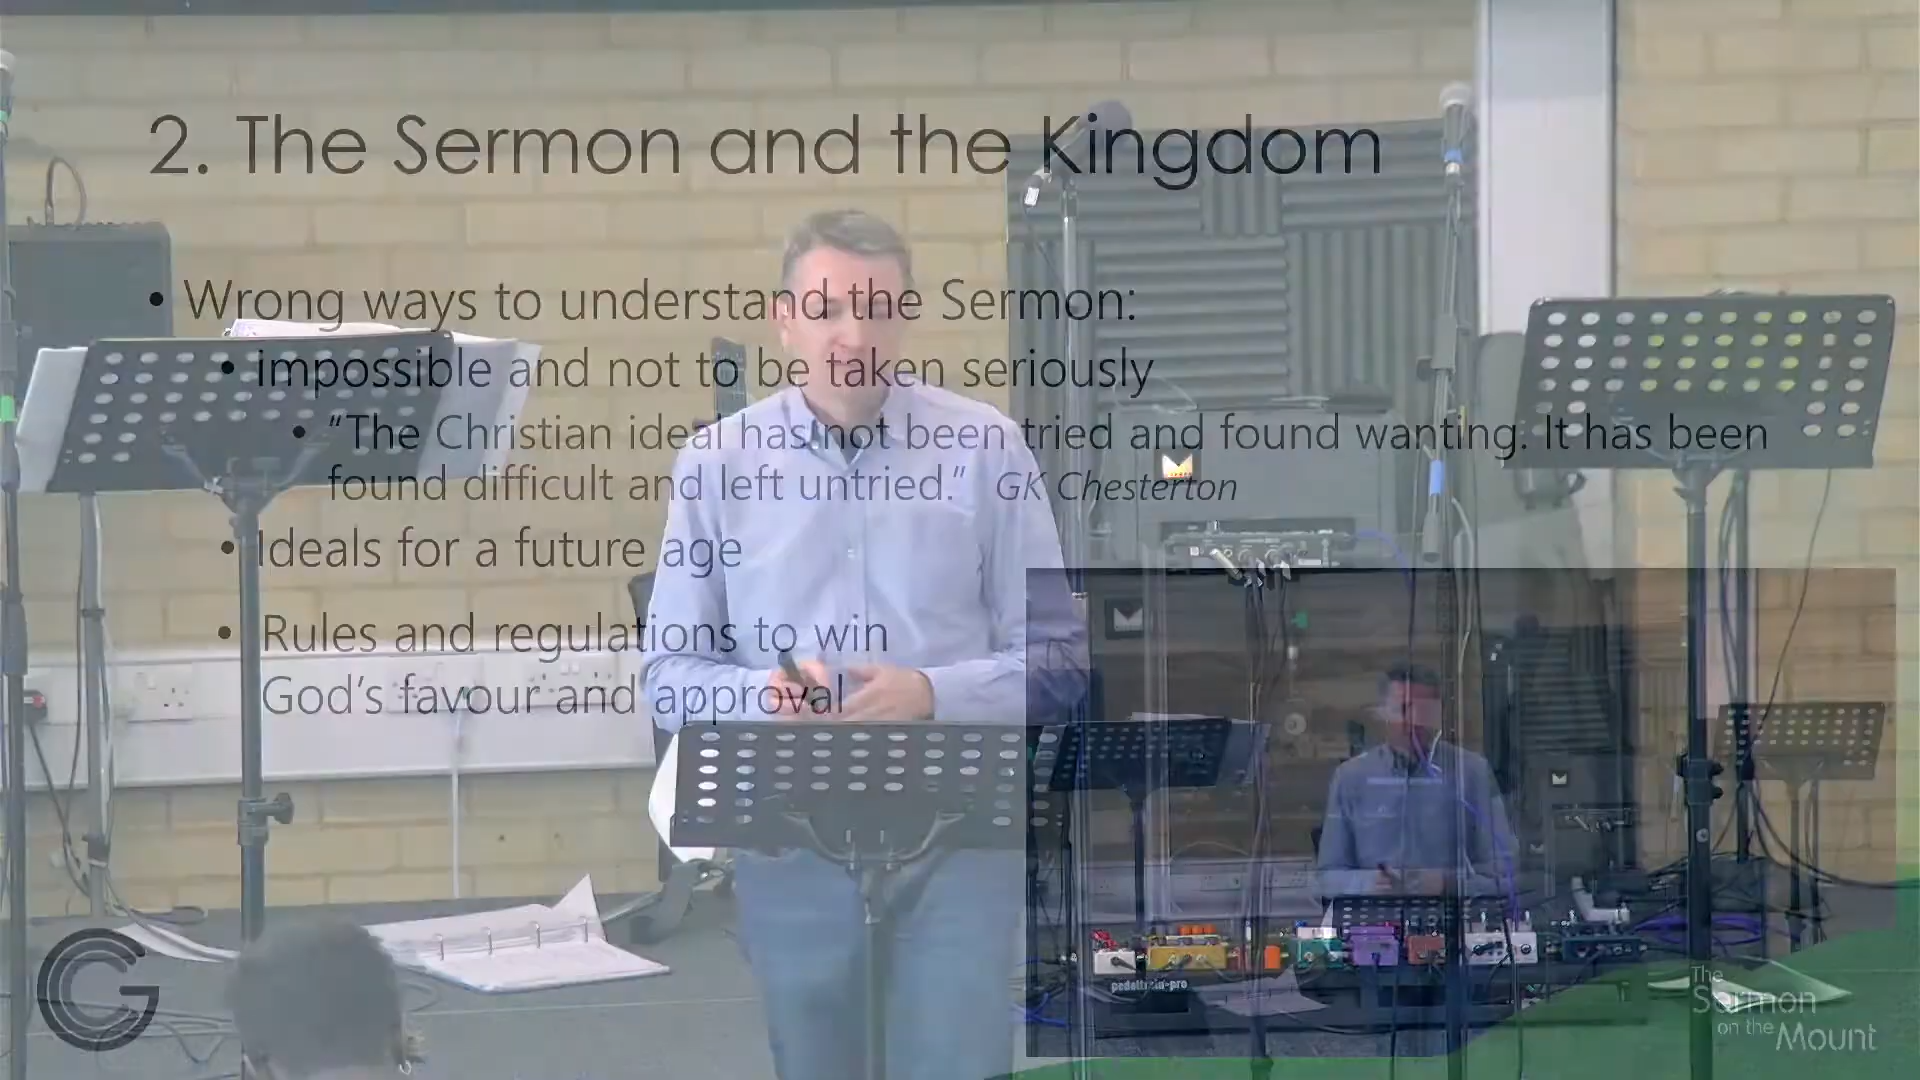 2. The Sermon and the Kingdom
• Wrong ways to understand the Sermon:
• impossible and not to be taken seriously
• “The Christian ideal has not been tried and found wanting. It has been
found difficult and left untried.” GK Chesterton
• Ideals for a future age
• Rules and regulations to win
God’s favour and approval
pedaltrain-pro
The
Sermon
on the
Mount